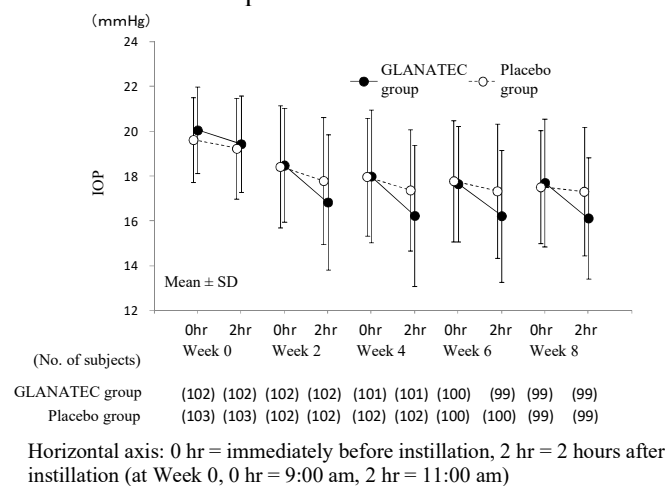 (mmHg)
24
22
20
18
16
14
12
IOP
GLANATEC
group
Placebo
group
Mean ± SD
0hr 2hr 0hr 2hr 0hr 2hr 0hr 2hr 0hr 2hr
Week 0 Week 2 Week 4 Week 6 Week 8
(No. of subjects)
GLANATEC group (102) (102) (102) (102) (101) (101) (100) (99) (99) (99)
Placebo group (103) (103) (102) (102) (102) (102) (100) (100) (99) (99)
Horizontal axis: 0 hr = immediately before instillation, 2 hr = 2 hours after
instillation (at Week 0, 0 hr = 9:00 am, 2 hr = 11:00 am)